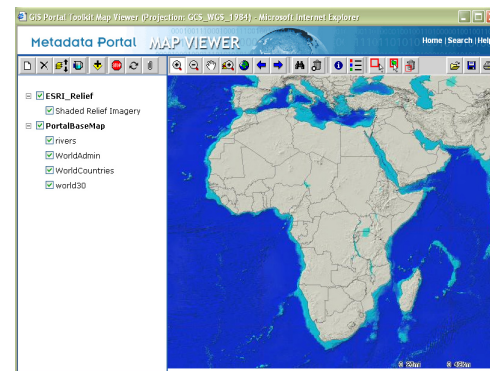 GIS Portal Toolkit Map Viewer (Projection: GCS_WGS_1984) - Microsoft Internet Explorer
Metadata Portal MAP VIEWER
Home | Search | Help
ESRI_Relief
Shaded Relief Imagery
PortalBaseMap
rivers
WorldAdmin
WorldCountries
world30